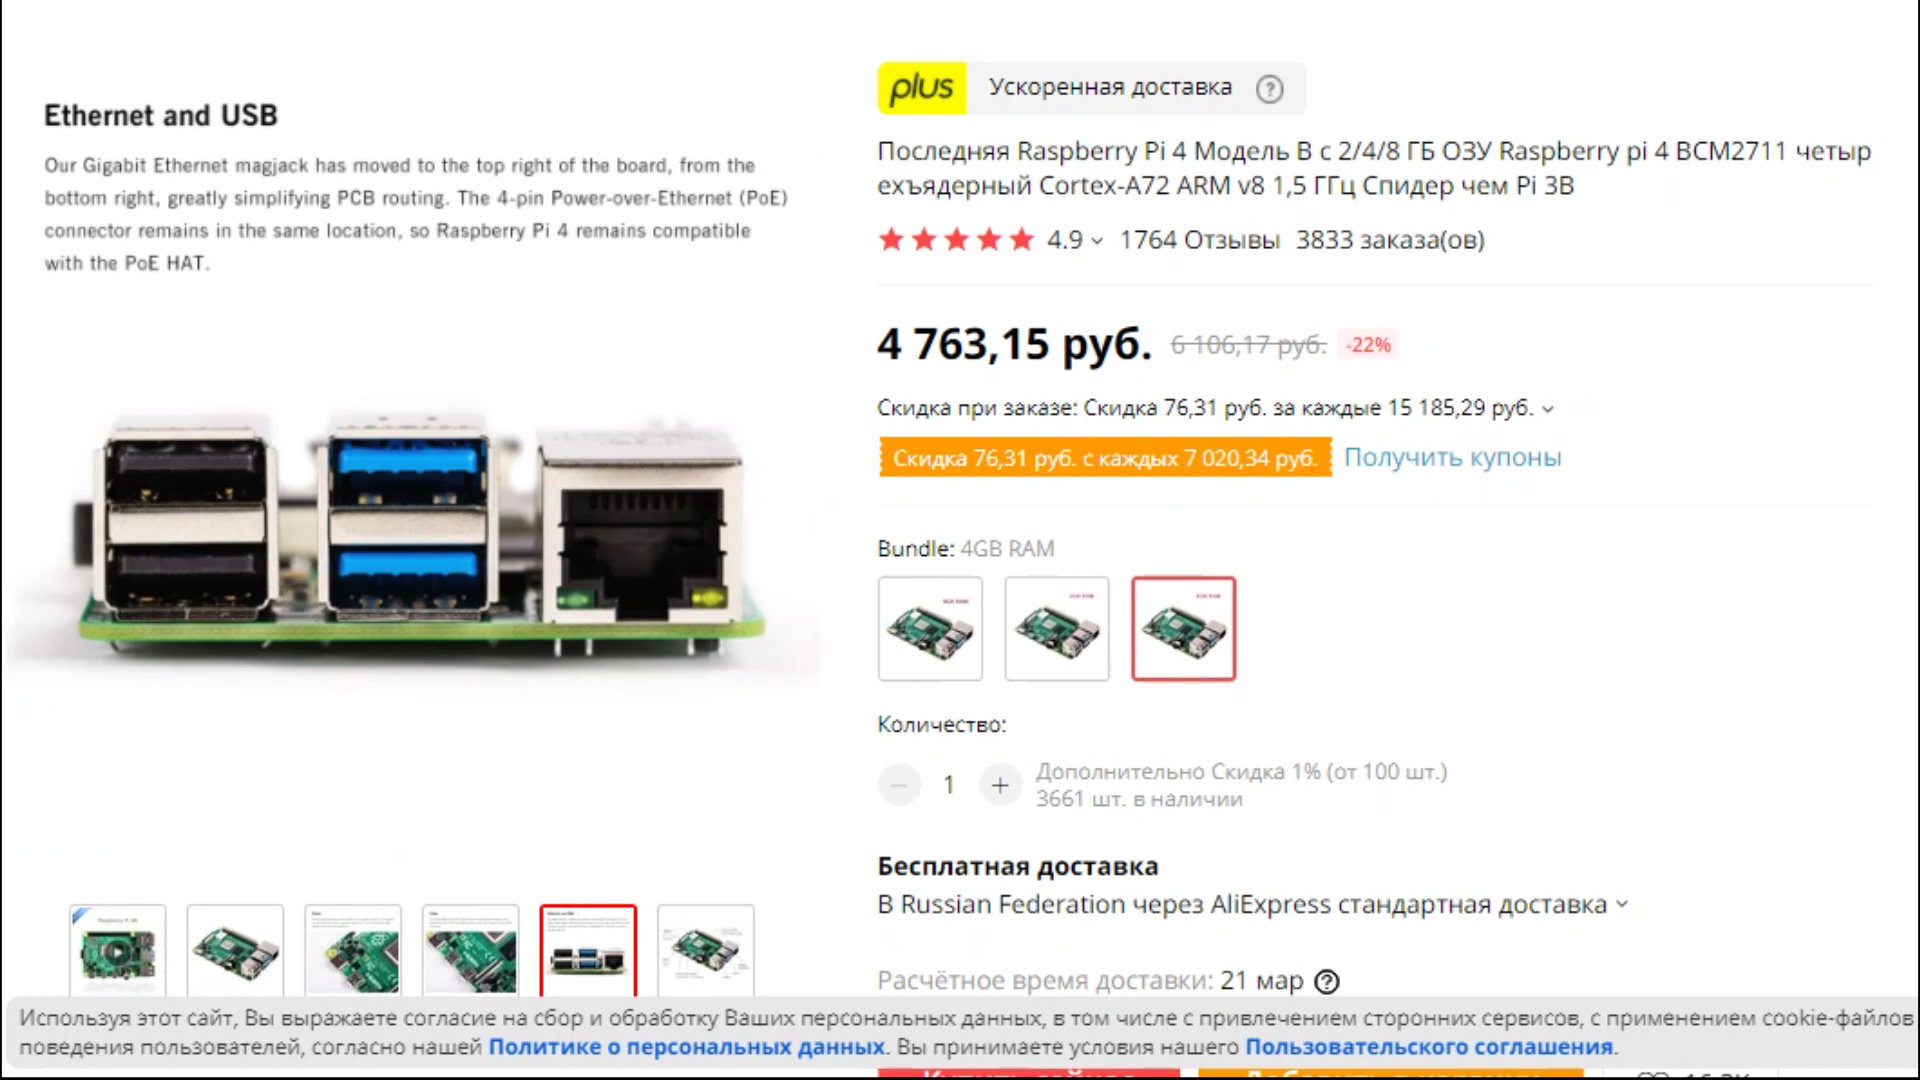 plus Ускоренная доставка ?
Ethernet and USB
Our Gigabit Ethernet magjack has moved to the top right of the board, from the
bottom right, greatly simplifying PCB routing. The 4-pin Power-over-Ethernet (PoE)
connector remains in the same location, so Raspberry Pi 4 remains compatible
with the PoE HAT.
Последняя Raspberry Pi 4 Модель B с 2/4/8 ГБ ОЗУ Raspberry pi 4 BCM2711 четыр
ехъядерный Cortex-A72 ARM v8 1,5 ГГц Спидер чем Pi 3B
4.9 1764 Отзывы 3833 заказа(ов)
4 763,15 руб. 6 106,17 руб. -22%
Скидка при заказе: Скидка 76,31 руб. за каждые 15 185,29 руб.
Скидка 76,31 руб. с каждых 7 020,34 руб. Получить купоны
Bundle: 4GB RAM
Количество:
1 + Дополнительно Скидка 1% (от 100 шт.)
3661 шт. в наличии
Бесплатная доставка
В Russian Federation через AliExpress стандартная доставка
Расчётное время доставки: 21 мар ?
Используя этот сайт, Вы выражаете согласие на сбор и обработку Ваших персональных данных, в том числе с привлечением сторонних сервисов, с применением cookie-файлов
поведения пользователей, согласно нашей Политике о персональных данных. Вы принимаете условия нашего Пользовательского соглашения.